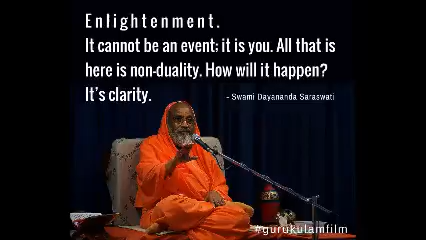 Enlightenment.
It cannot be an event; it is you. All that is
here is non-duality. How will it happen?
It's clarity.
- Swami Dayananda Saraswati
#gurukulamfilm